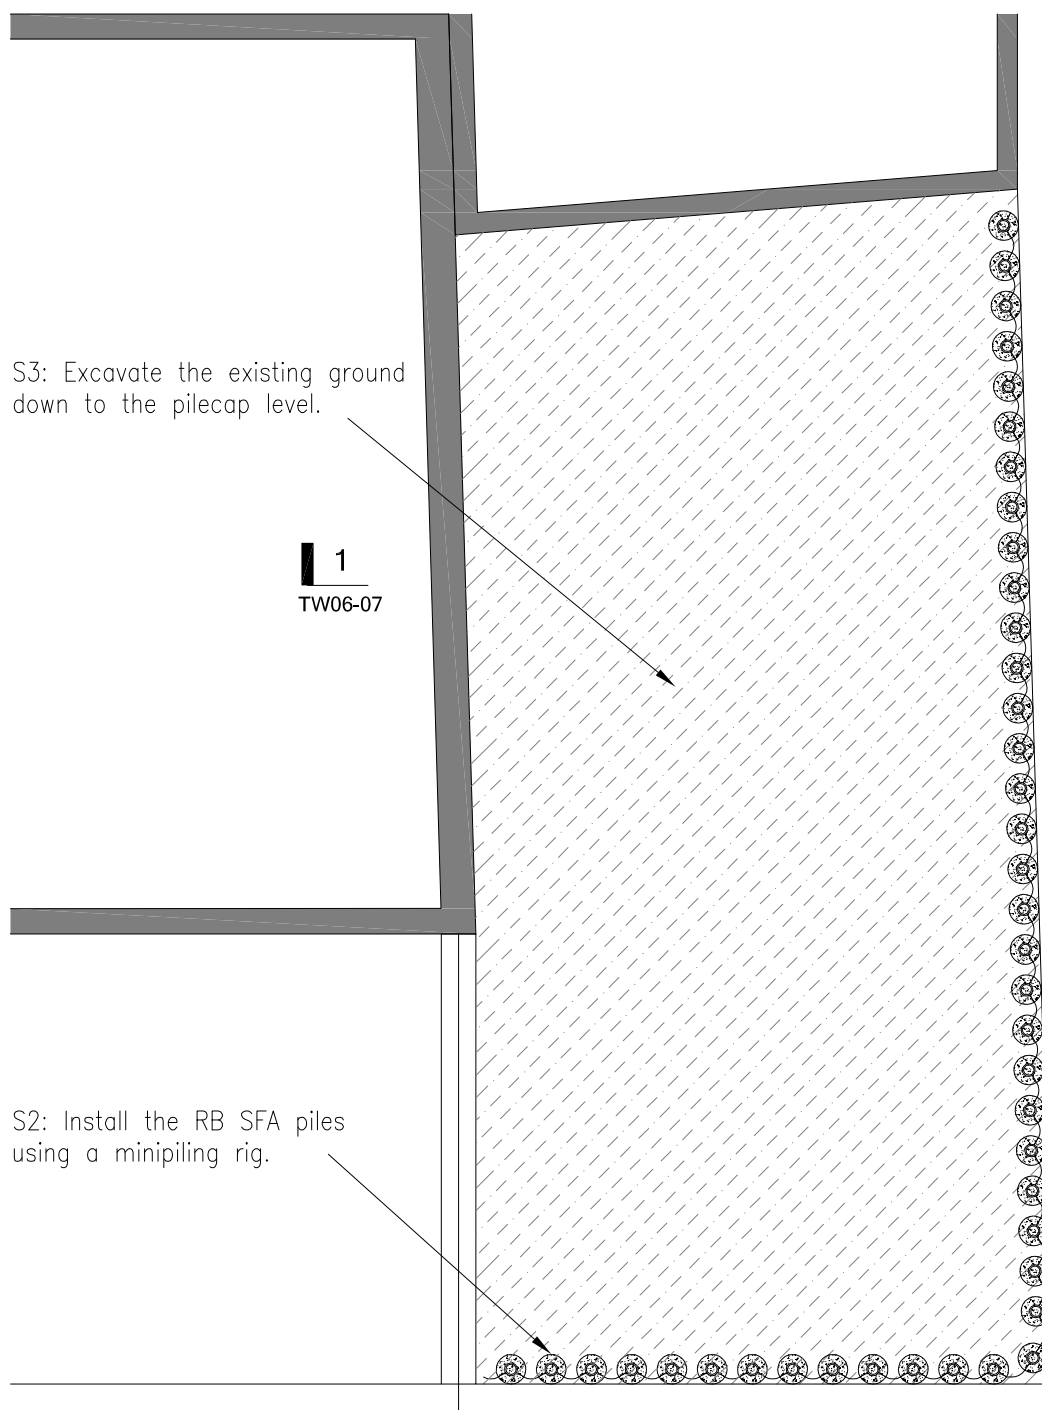 S3: Excavate the existing ground
down to the pilecap level.
1
TW06-07
S2: Install the RB SFA piles
using a minipiling rig.